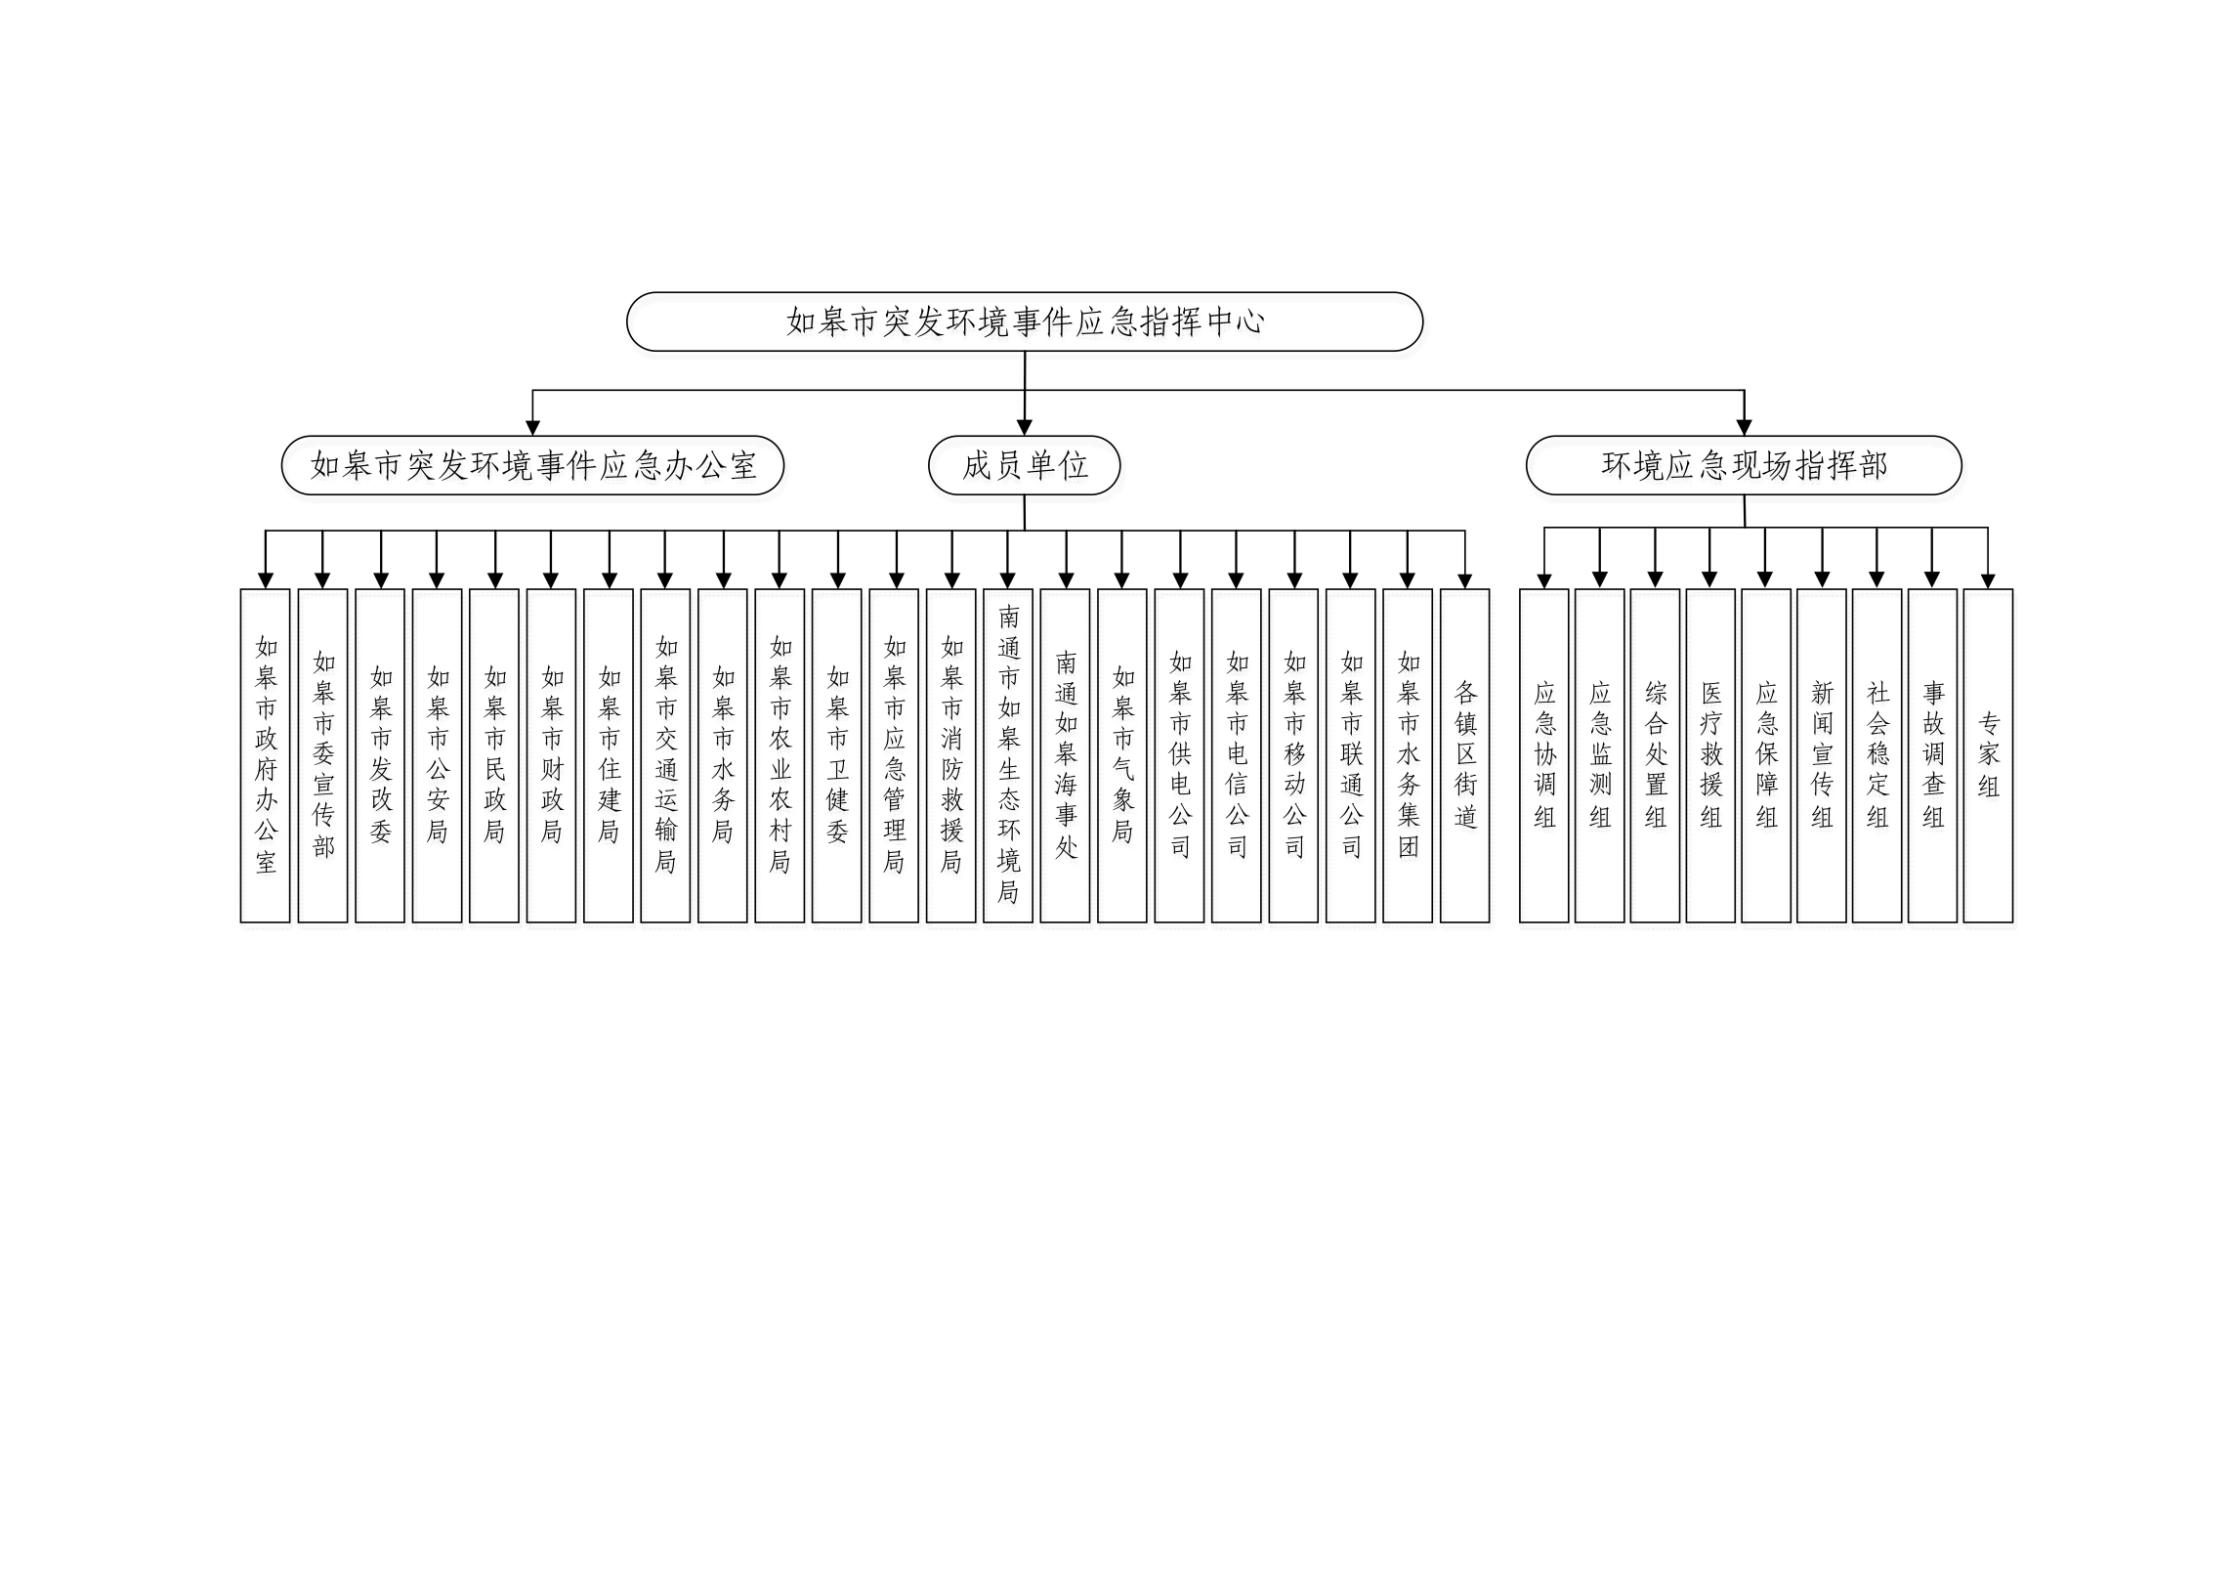 如皋市突发环境事件应急指挥中心
如皋市突发环境事件应急办公室
成员单位
环境应急现场指挥部
如皋市政府办公室
如皋市委宣传部
如皋市发改委
如皋市公安局
如皋市民政局
如皋市财政局
如皋市住建局
如皋市交通运输局
如皋市水务局
如皋市农业农村局
如皋市卫健委
如皋市应急管理局
如皋市消防救援局
南通市如皋生态环境局
南通如皋海事处
如皋市气象局
如皋市供电公司
如皋市电信公司
如皋市移动公司
如皋市联通公司
如皋市水务集团
各镇区街道
应急协调组
应急监测组
综合处置组
医疗救援组
应急保障组
新闻宣传组
社会稳定组
事故调查组
专家组